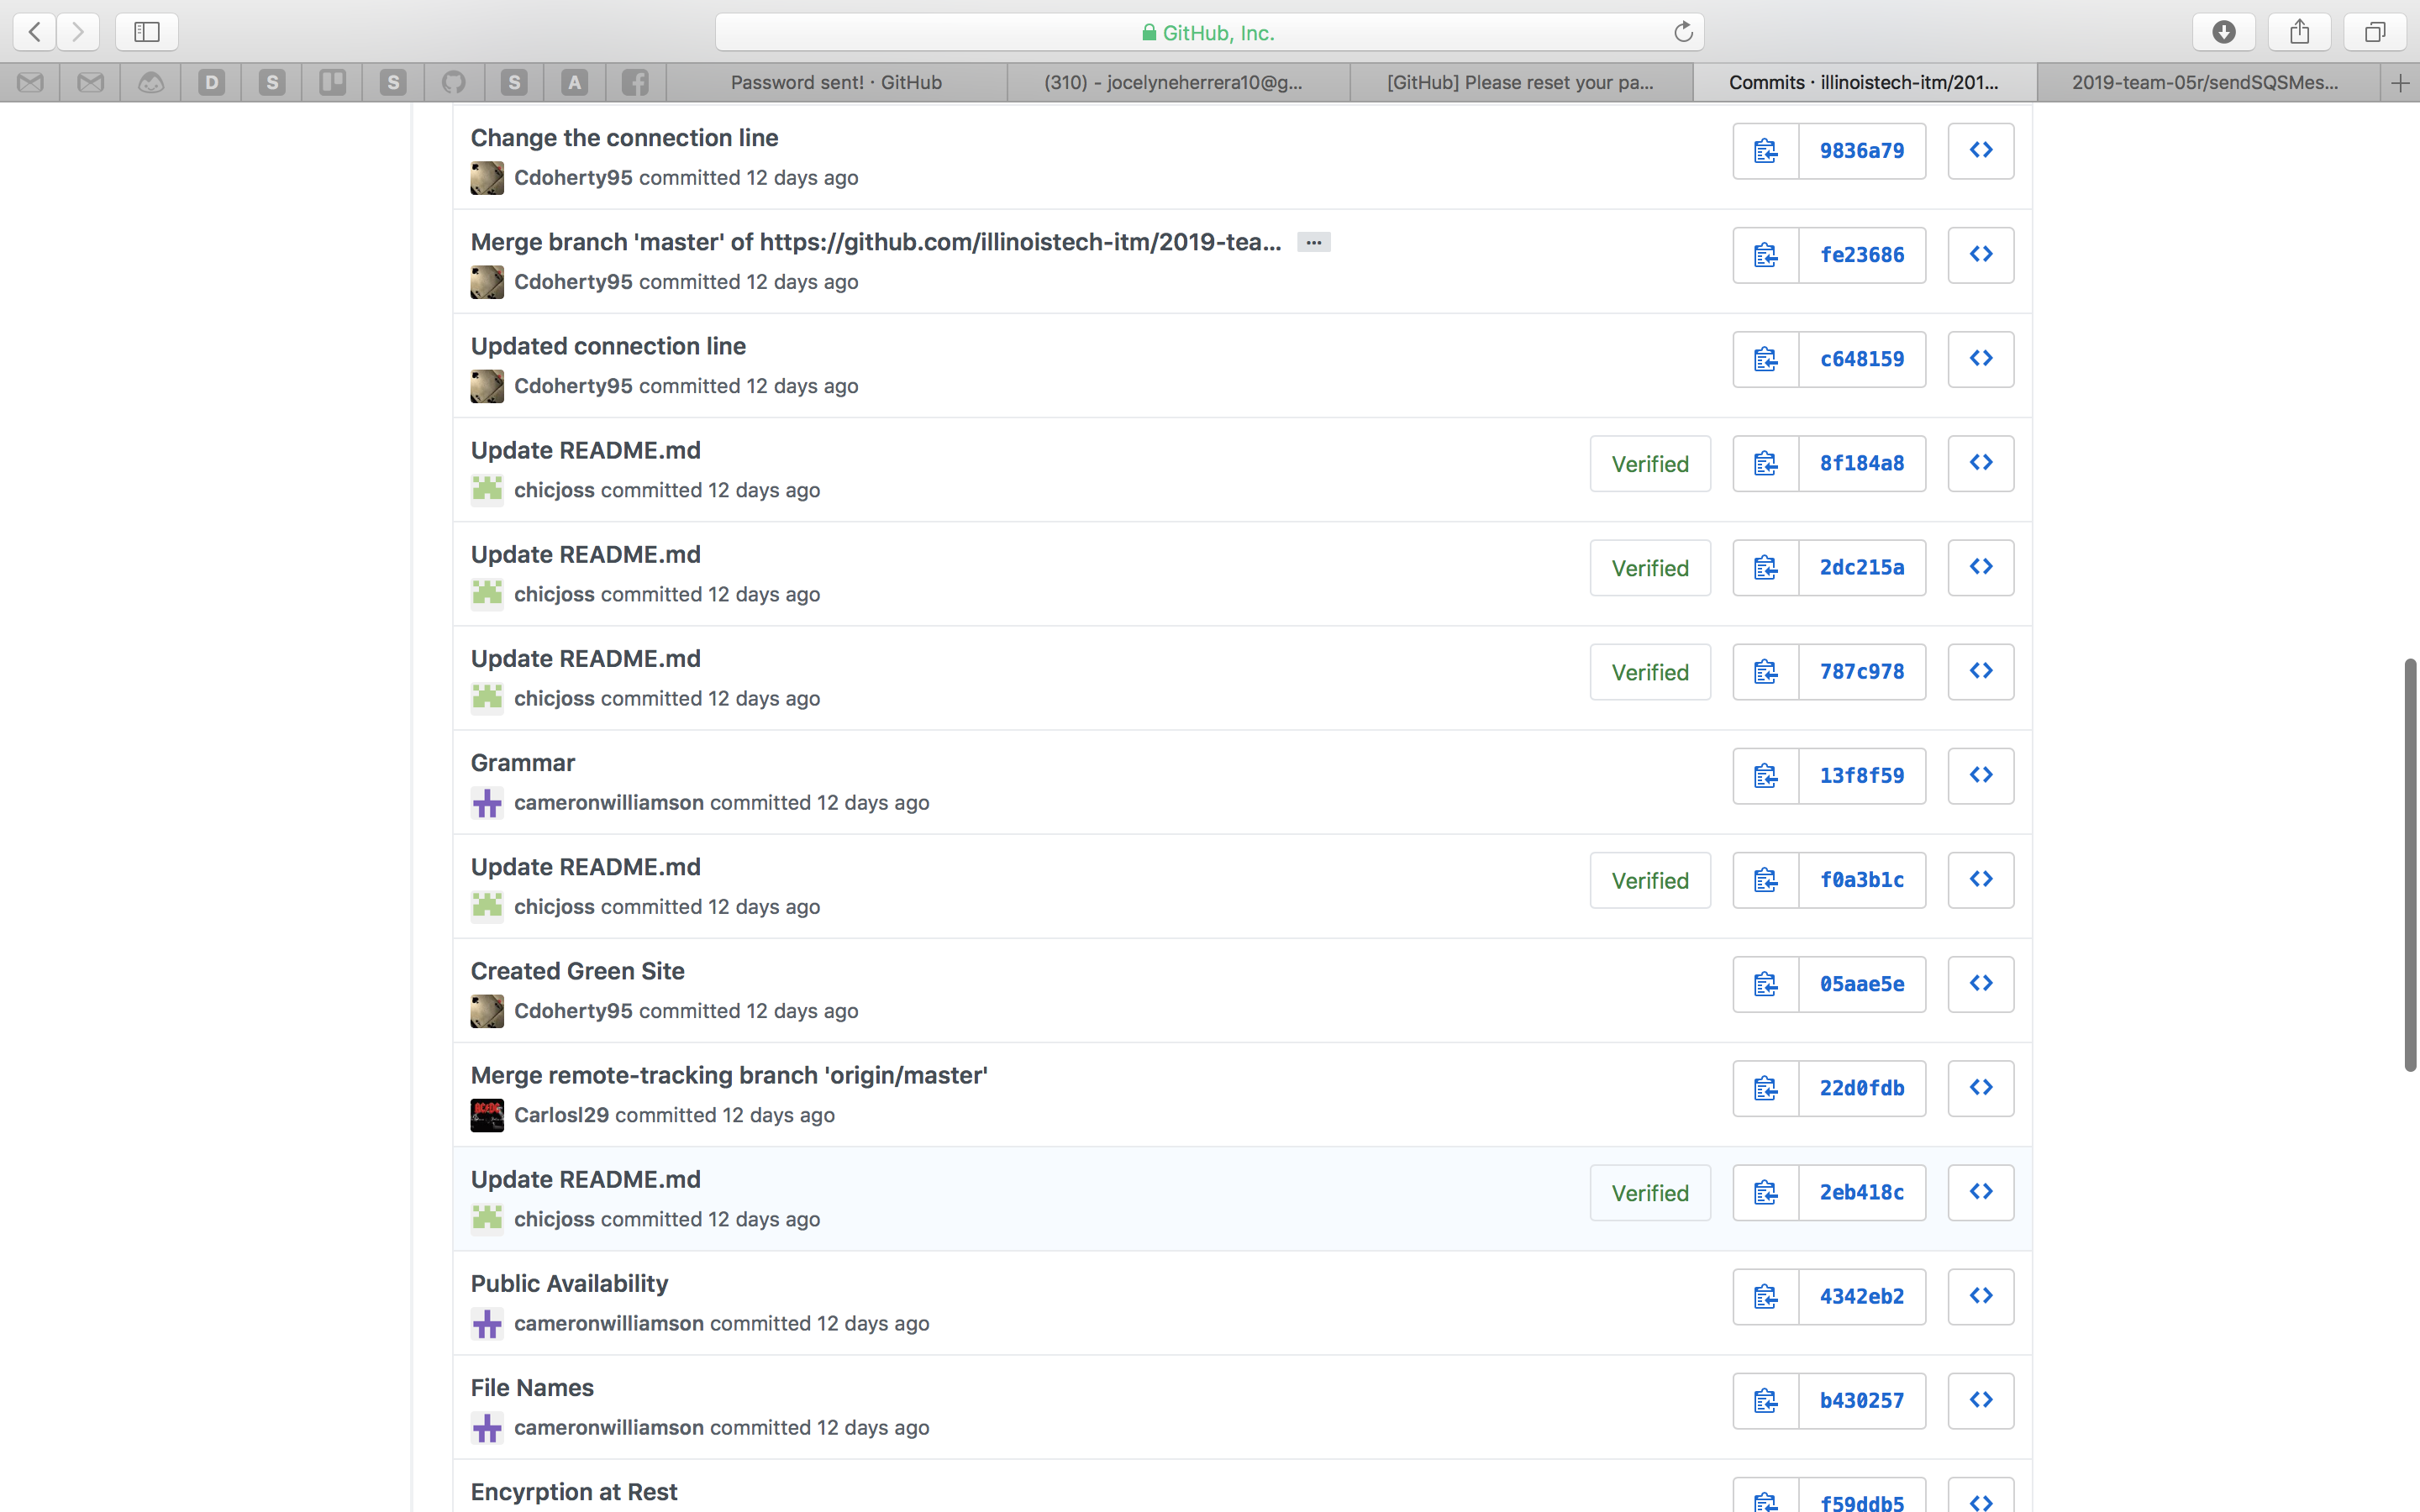 GitHub, Inc.
D S S S A Password sent! · GitHub (310) - jocelyneherrera10@g... [GitHub] Please reset your pa... Commits · illinoistech-itm/201... 2019-team-05r/sendSQSMes...
Change the connection line
Cdoherty95 committed 12 days ago
9836a79
Merge branch 'master' of https://github.com/illinoistech-itm/2019-tea... ...
Cdoherty95 committed 12 days ago
fe23686
Updated connection line
Cdoherty95 committed 12 days ago
c648159
Update README.md
chicjoss committed 12 days ago
Verified 8f184a8
Update README.md
chicjoss committed 12 days ago
Verified 2dc215a
Update README.md
chicjoss committed 12 days ago
Verified 787c978
Grammar
cameronwilliamson committed 12 days ago
13f8f59
Update README.md
chicjoss committed 12 days ago
Verified f0a3b1c
Created Green Site
Cdoherty95 committed 12 days ago
05aae5e
Merge remote-tracking branch 'origin/master'
Carlosl29 committed 12 days ago
22d0fdb
Update README.md
chicjoss committed 12 days ago
Verified 2eb418c
Public Availability
cameronwilliamson committed 12 days ago
4342eb2
File Names
cameronwilliamson committed 12 days ago
b430257
Encyrption at Rest
f59ddb5